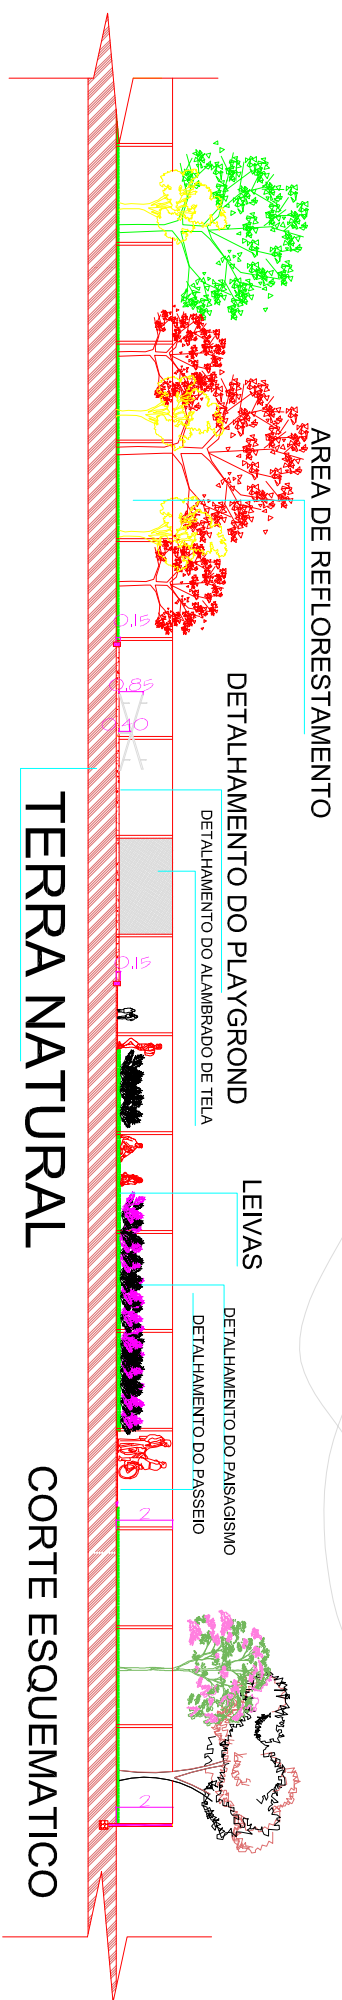 AREA DE REFLORESTAMENTO
0.15
0.85
0.40
DETALHAMENTO DO PLAYGROND
DETALHAMENTO DO ALAMBRADO DE TELA
TERRA NATURAL
0.15
LEIVAS
DETALHAMENTO DO PAISAGISMO
DETALHAMENTO DO PASSEIO
2
CORTE ESQUEMATICO
2